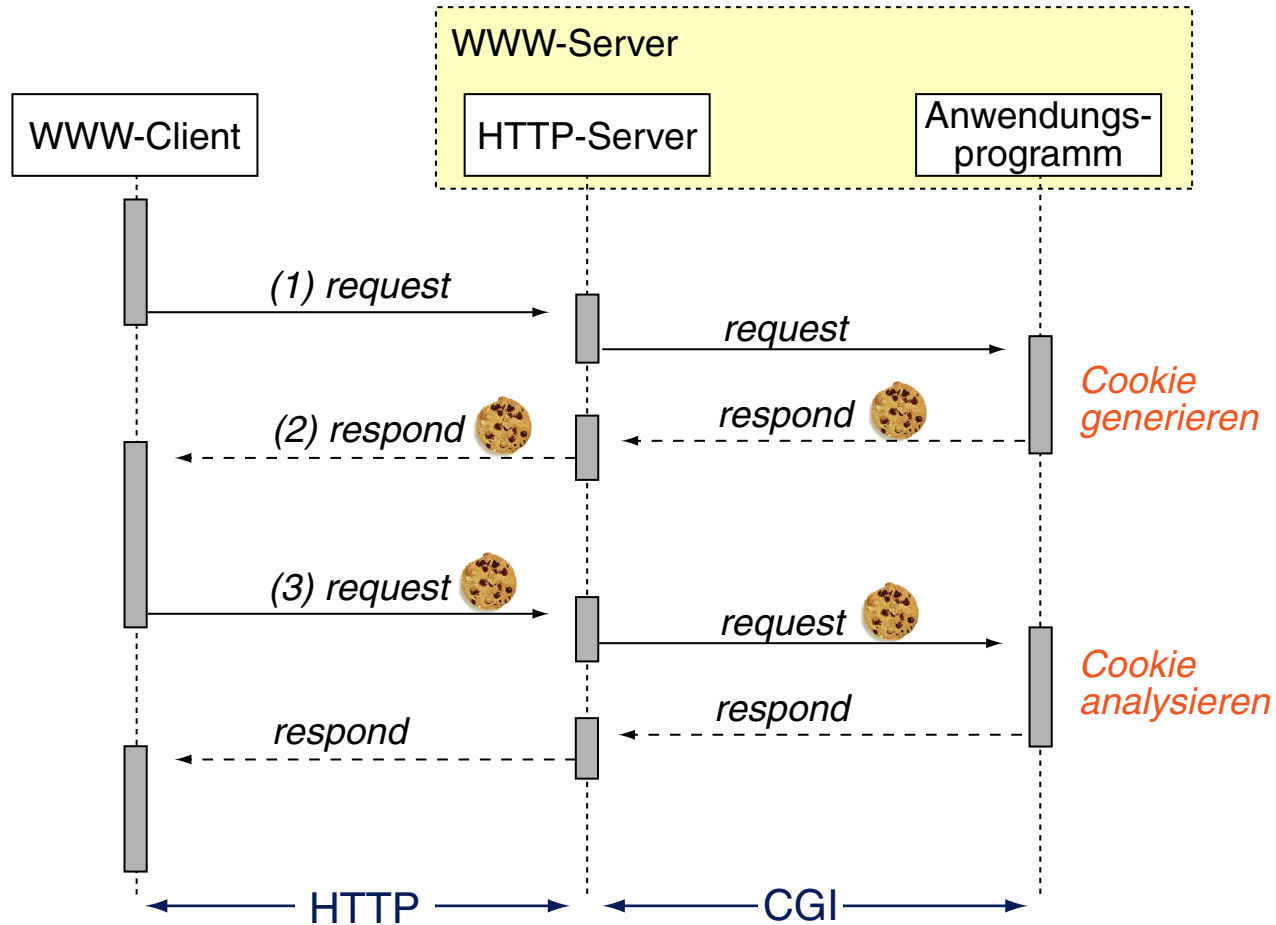 WWW-Server
WWW-Client
HTTP-Server
Anwendungs-
programm
(1) request
request
Cookie
generieren
respond
(2) respond
(3) request
request
Cookie
analysieren
respond
respond
HTTP
CGI